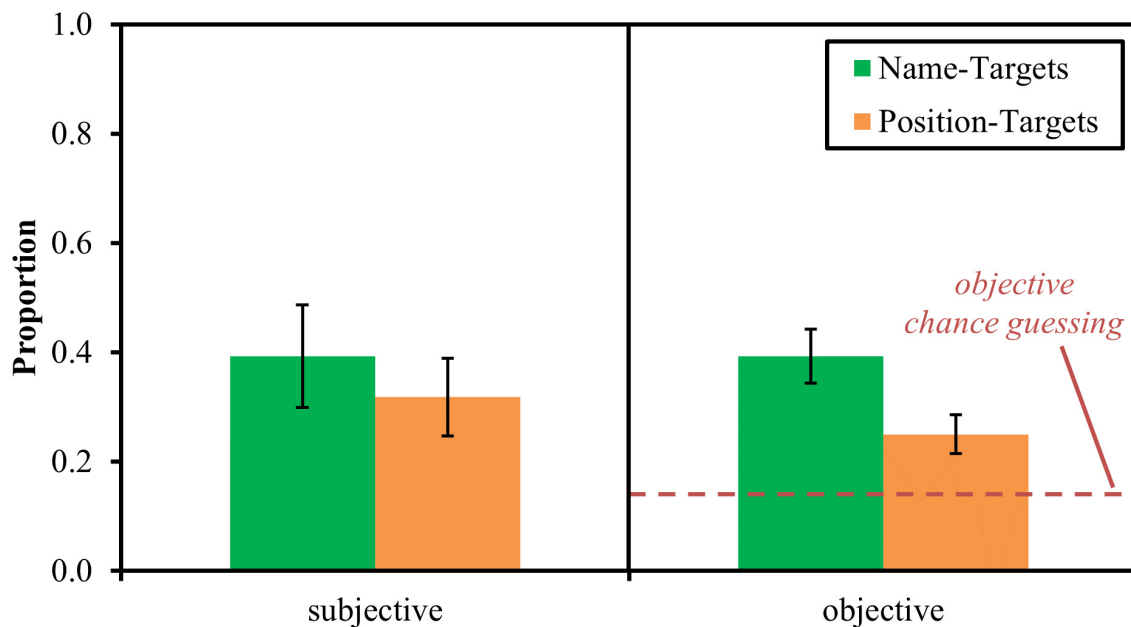 1.0
0.8
0.6
0.4
0.2
0.0
Proportion
Name-Targets
Position-Targets
objective
chance guessing
subjective
objective